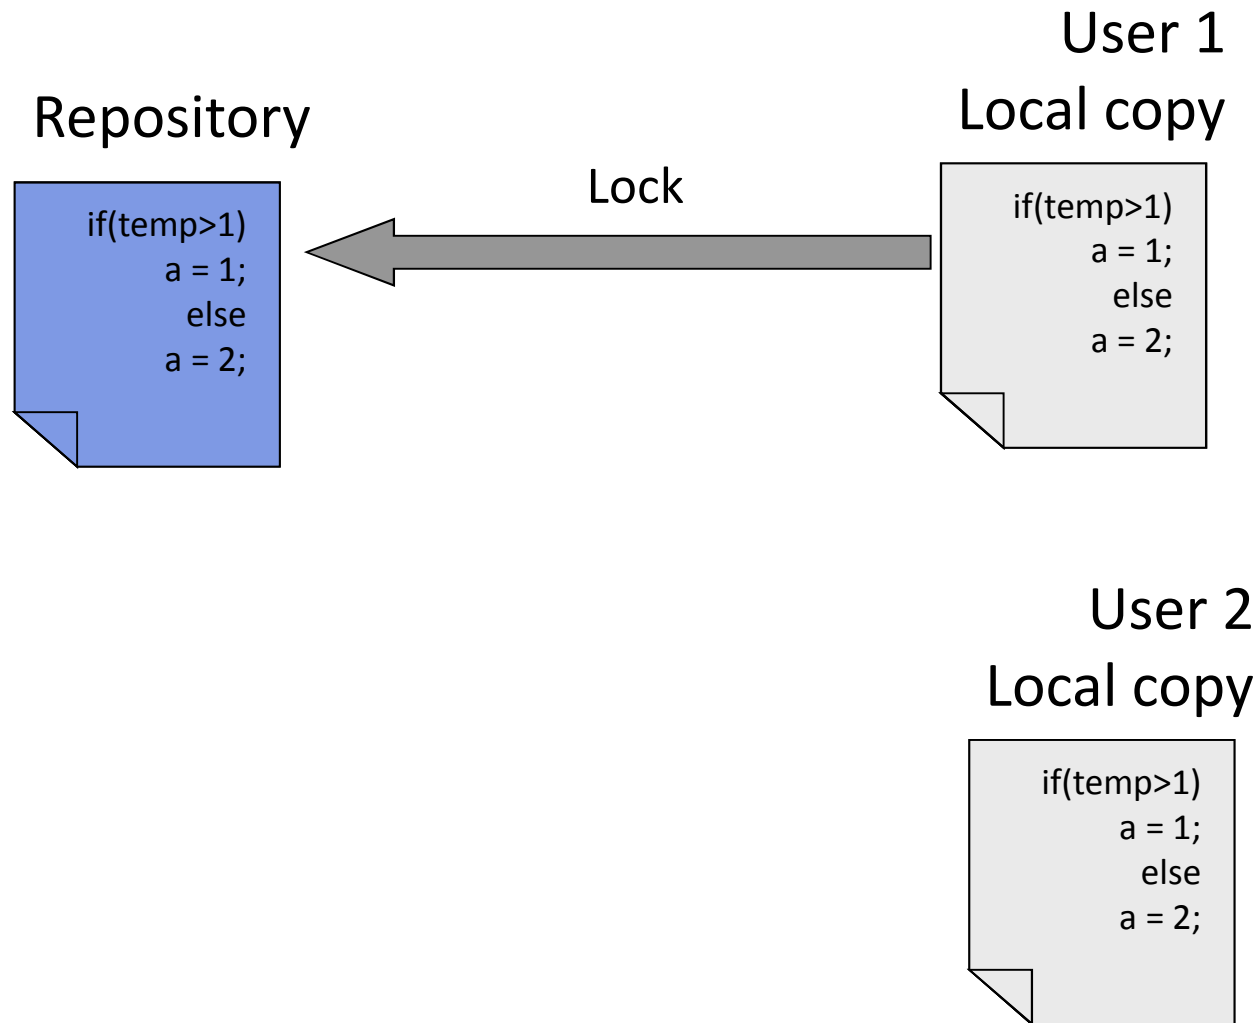 Repository
if(temp>1)
a = 1;
else
a = 2;
Lock
User 1
Local copy
if(temp>1)
a = 1;
else
a = 2;
User 2
Local copy
if(temp>1)
a = 1;
else
a = 2;